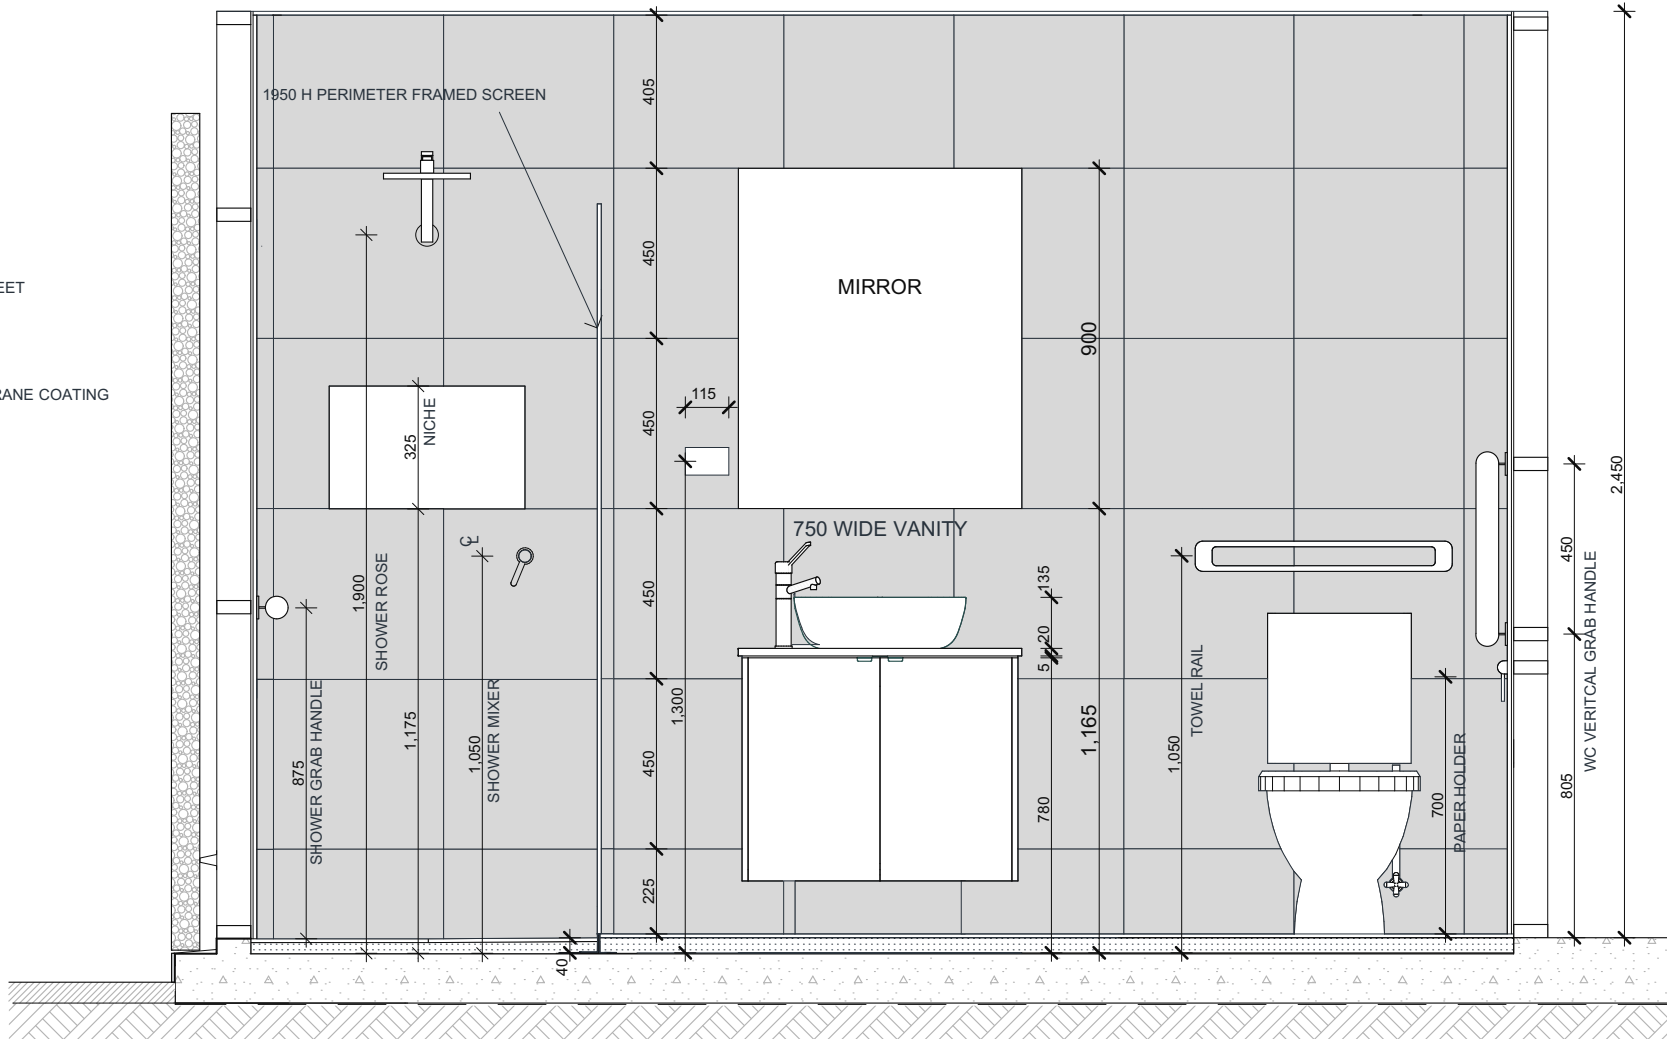 1950 H PERIMETER FRAMED SCREEN
EET
RANE COATING
405
450
450
450
450
225
40
MIRROR
900
1,165
115
1,300
325
NICHE
1,175
1,900
SHOWER ROSE
℄
1,050
SHOWER MIXER
875
SHOWER GRAB HANDLE
750 WIDE VANITY
135
20
5
780
1,050
TOWEL RAIL
700
PAPER HOLDER
450
805
WC VERITCAL GRAB HANDLE
2,450